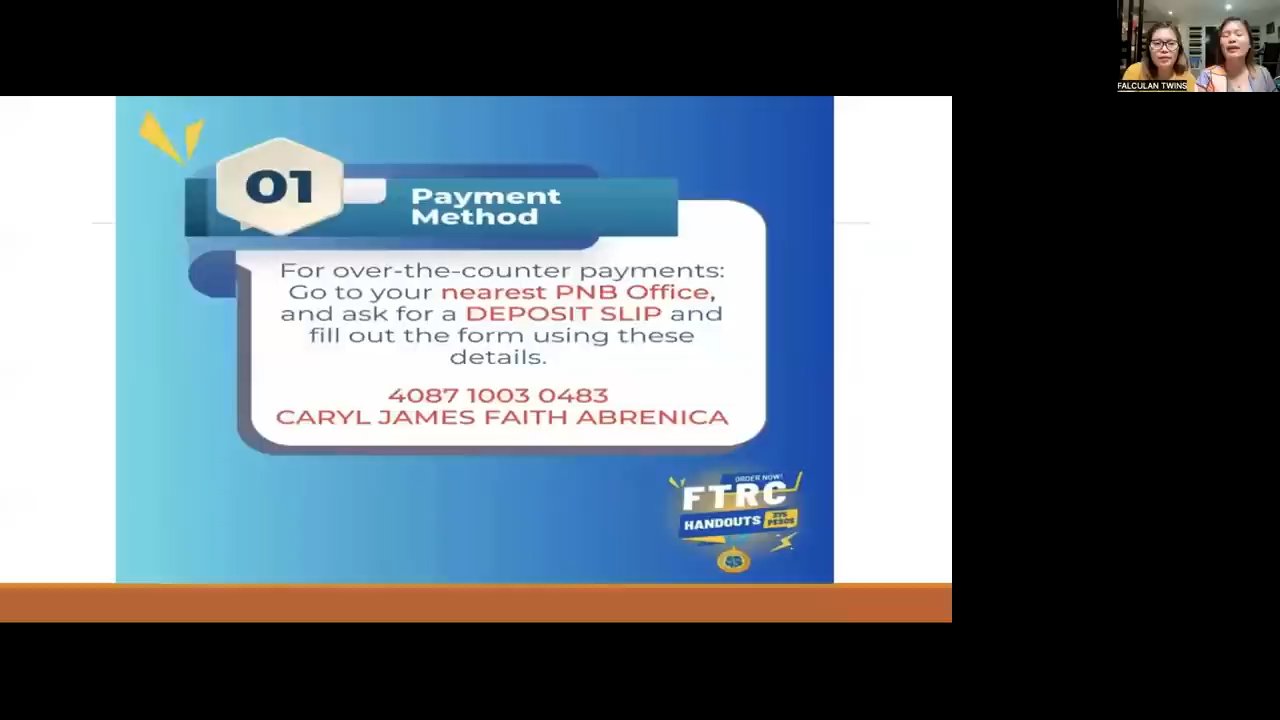 FALCULAN TWINS
01
Payment
Method
For over-the-counter payments:
Go to your nearest PNB Office,
and ask for a DEPOSIT SLIP and
fill out the form using these
details.
4087 1003 0483
CARYL JAMES FAITH ABRENICA
ORDER NOW!
FTRC
HANDOUTS
375
PESOS